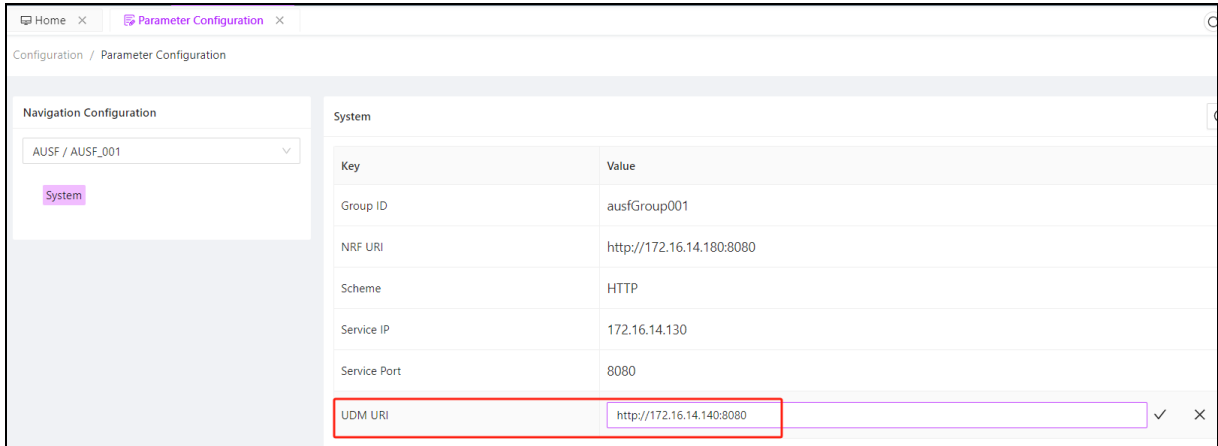 Home
Parameter Configuration
Configuration / Parameter Configuration
Navigation Configuration
AUSF / AUSF_001
System
System
Key Value
Group ID ausfGroup001
NRF URI http://172.16.14.180:8080
Scheme HTTP
Service IP 172.16.14.130
Service Port 8080
UDM URI http://172.16.14.140:8080